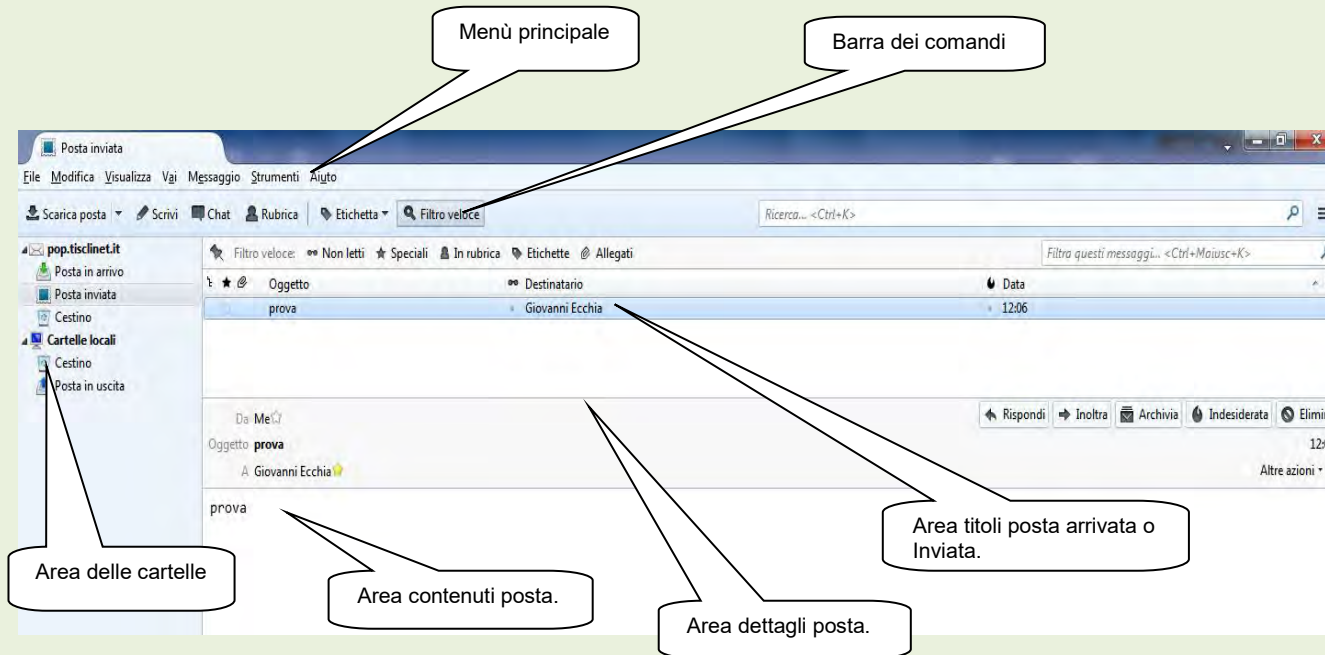 Menù principale
Barra dei comandi
Posta inviata
File Modifica Visualizza Vai Messaggio Strumenti Aiuto
Scarica posta Scrivi Chat Rubrica Etichetta Filtro veloce Ricerca... <Ctrl+K>
pop.tisclinet.it
Posta in arrivo
Posta inviata
Cestino
Cartelle locali
Cestino
Posta in uscita
Filtro veloce: Non letti Speciali In rubrica Etichette Allegati Filtra questi messaggi... <Ctrl+Maiusc+K>
Oggetto Destinatario Data
prova Giovanni Ecchia 12:06
Da Me Rispondi Inoltra Archivia Indesiderata Elimi
Oggetto prova 12:
A Giovanni Ecchia Altre azioni
prova
Area titoli posta arrivata o
Inviata.
Area delle cartelle
Area contenuti posta.
Area dettagli posta.